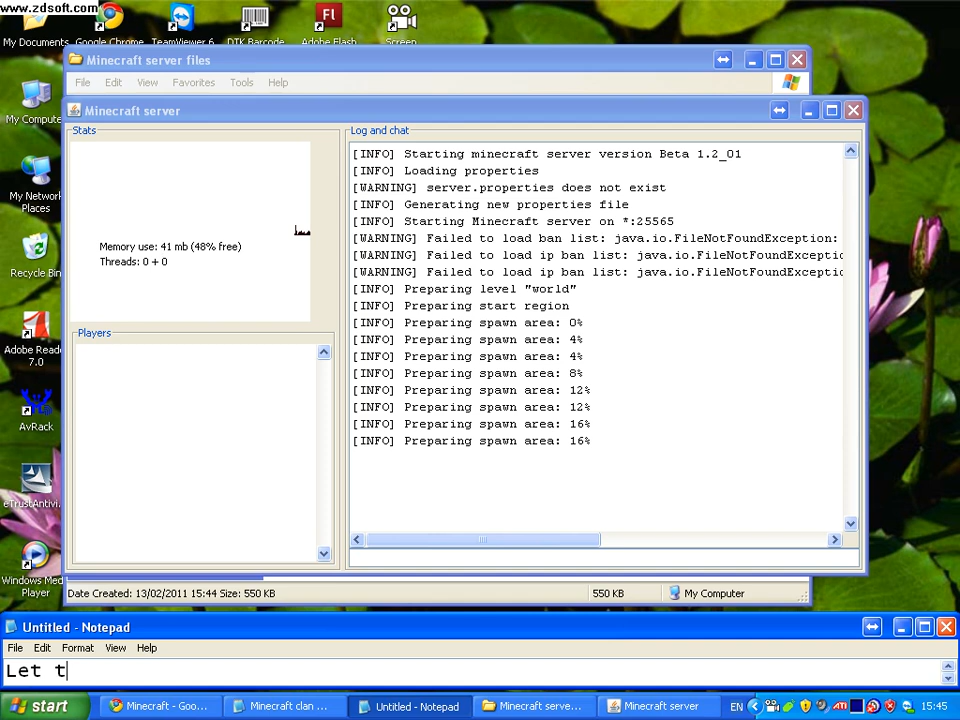 www.zdsoft.com
My Documents
Google Chrome
TeamViewer 6
DTK Barcode
Adobe Flash
Screen
My Compute
My Network
Places
Recycle Bin
Adobe Reade
7.0
AvRack
eTrustAntivi...
Windows Med
Player
Minecraft server files
File Edit View Favorites Tools Help
Minecraft server
Stats
Memory use: 41 mb (48% free)
Threads: 0 + 0
Players
Log and chat
[INFO] Starting minecraft server version Beta 1.2_01
[INFO] Loading properties
[WARNING] server.properties does not exist
[INFO] Generating new properties file
[INFO] Starting Minecraft server on *:25565
[WARNING] Failed to load ban list: java.io.FileNotFoundException:
[WARNING] Failed to load ip ban list: java.io.FileNotFoundExceptio
[WARNING] Failed to load ip ban list: java.io.FileNotFoundExceptio
[INFO] Preparing level "world"
[INFO] Preparing start region
[INFO] Preparing spawn area: 0%
[INFO] Preparing spawn area: 4%
[INFO] Preparing spawn area: 4%
[INFO] Preparing spawn area: 8%
[INFO] Preparing spawn area: 12%
[INFO] Preparing spawn area: 12%
[INFO] Preparing spawn area: 16%
[INFO] Preparing spawn area: 16%
Date Created: 13/02/2011 15:44 Size: 550 KB 550 KB My Computer
Untitled - Notepad
File Edit Format View Help
Let t
start Minecraft - Goo... Minecraft clan ... Untitled - Notepad Minecraft serve... Minecraft server EN ATI 15:45